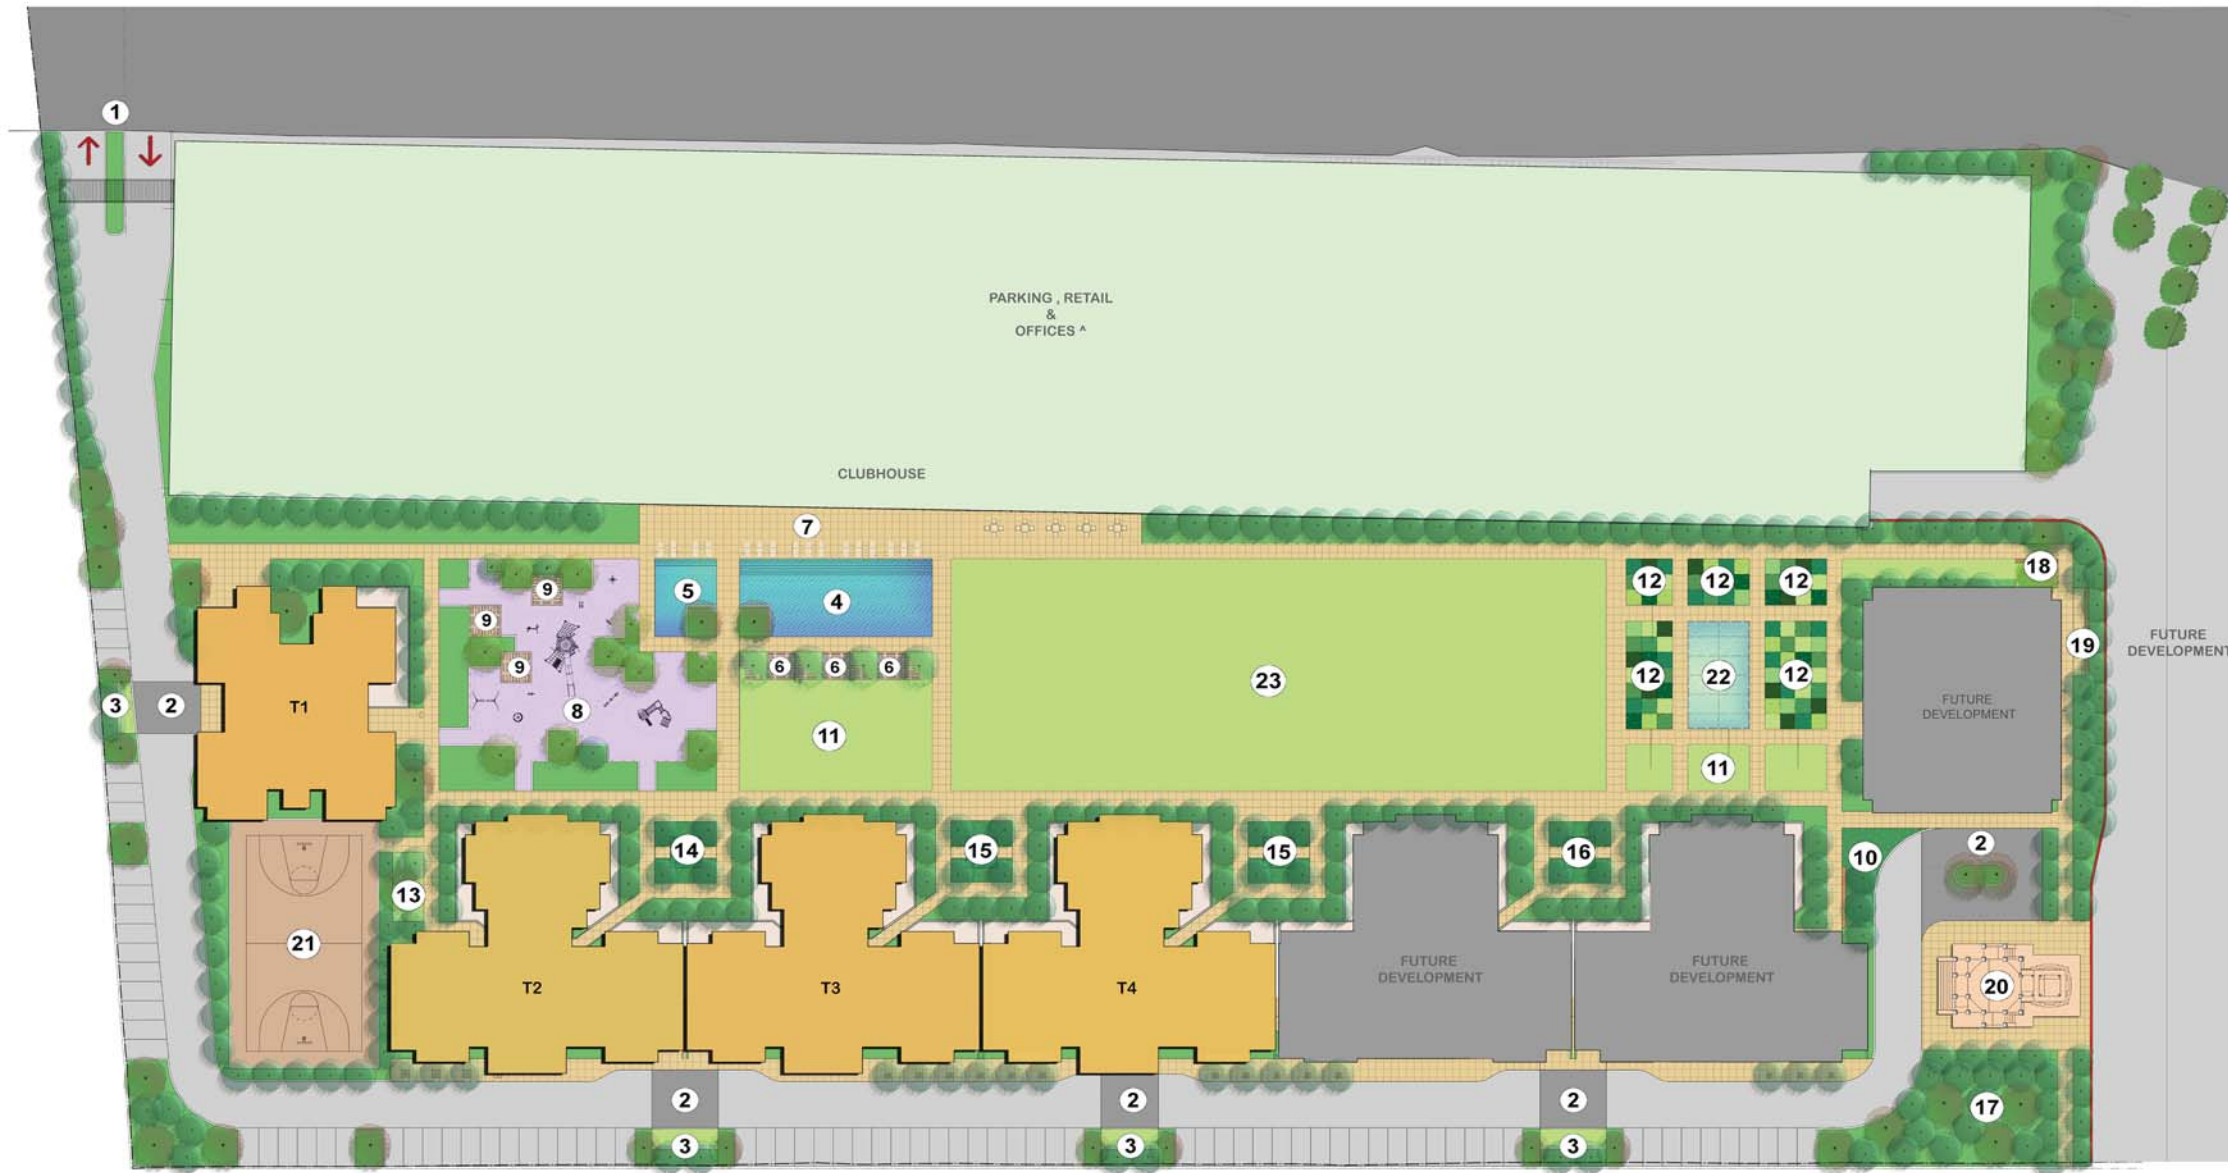 1
PARKING , RETAIL
&
OFFICES ^
CLUBHOUSE
7
18
9
5
4
12
12
12
9
19
FUTURE
DEVELOPMENT
9
6
6
6
23
12
22
12
3
2
T1
8
FUTURE
DEVELOPMENT
11
11
14
15
15
16
10
2
13
21
T2
T3
T4
FUTURE
DEVELOPMENT
FUTURE
DEVELOPMENT
20
2
2
2
17
3
3
3